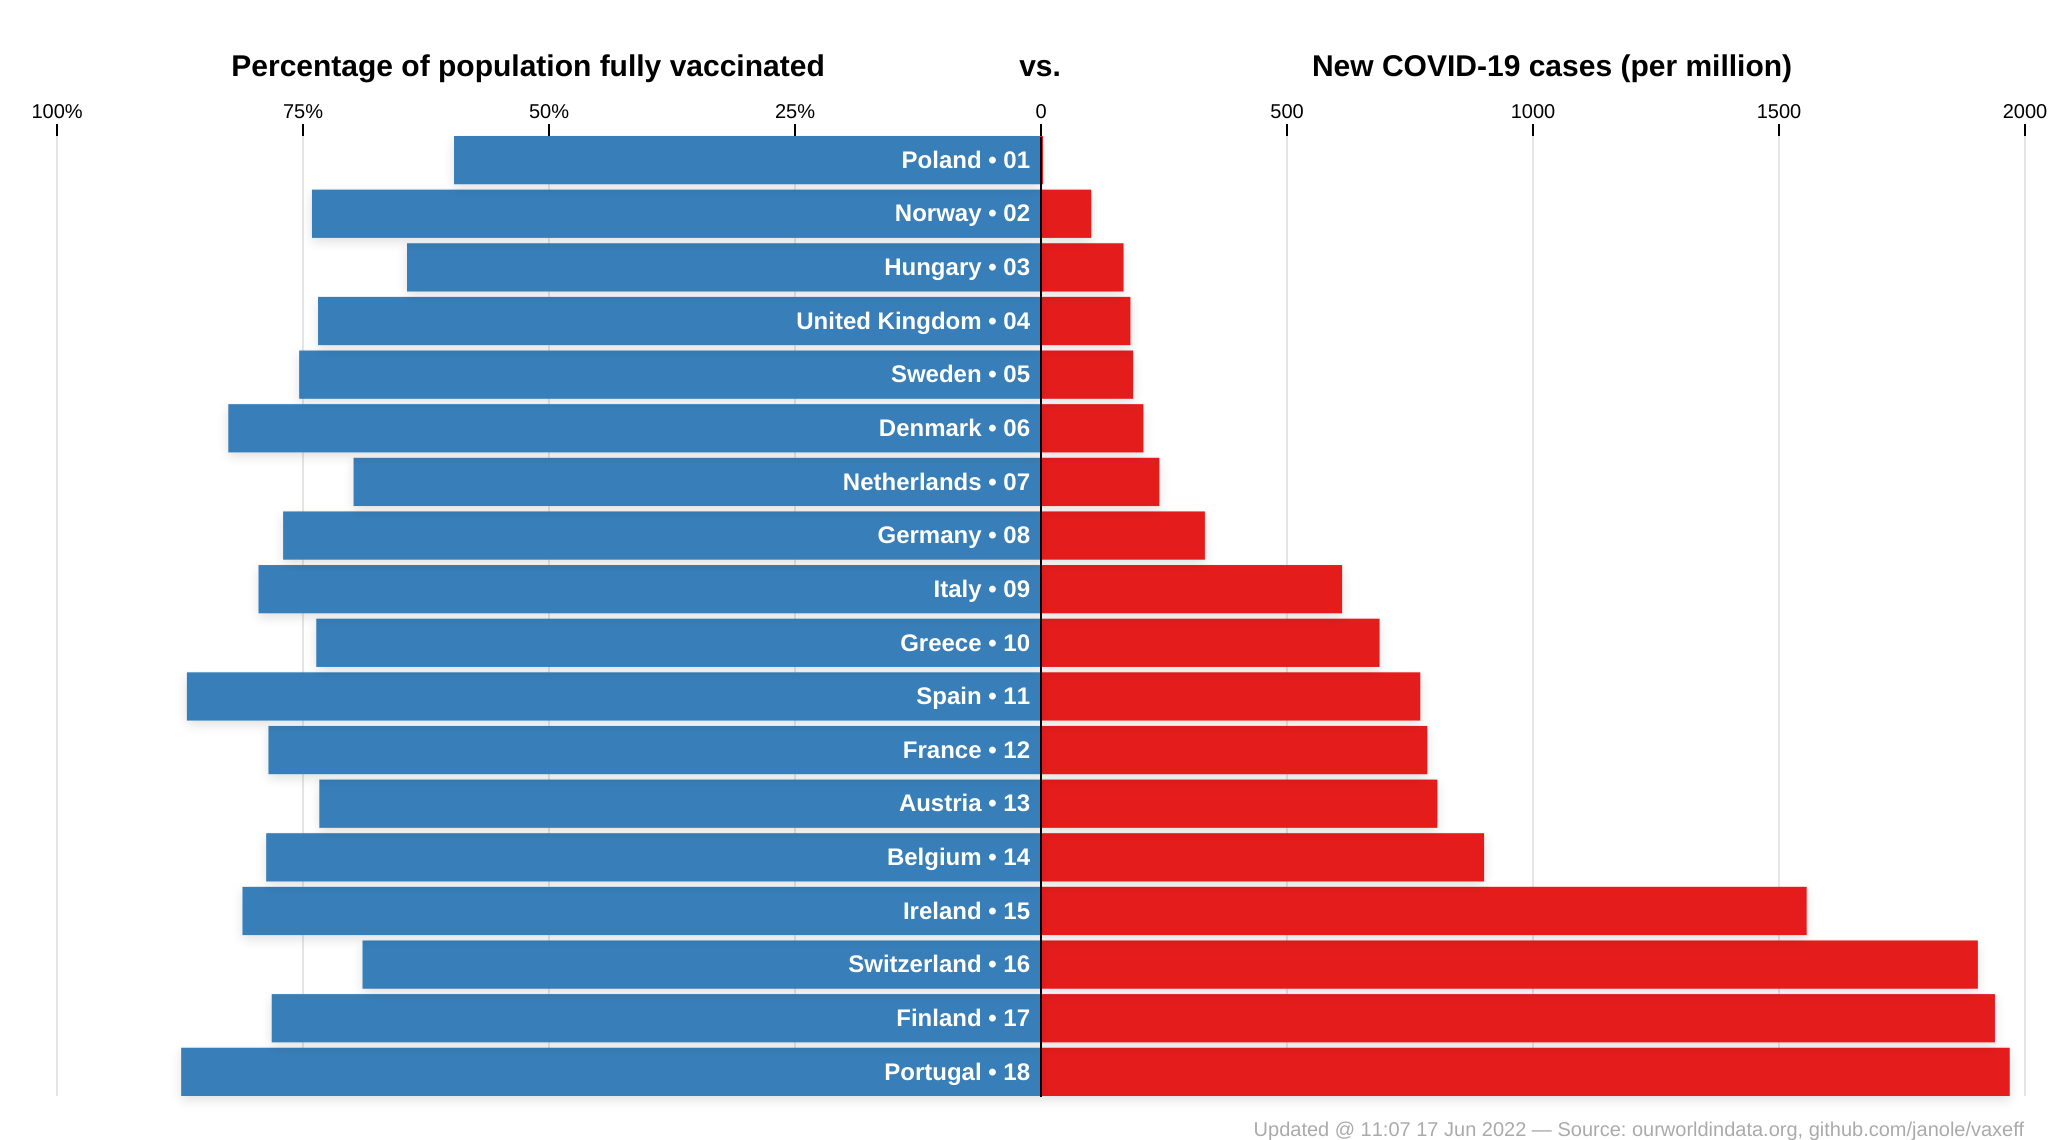 Percentage of population fully vaccinated vs. New COVID-19 cases (per million)
100% 75% 50% 25% 0 500 1000 1500 2000
Poland • 01
Norway • 02
Hungary • 03
United Kingdom • 04
Sweden • 05
Denmark • 06
Netherlands • 07
Germany • 08
Italy • 09
Greece • 10
Spain • 11
France • 12
Austria • 13
Belgium • 14
Ireland • 15
Switzerland • 16
Finland • 17
Portugal • 18
Updated @ 11:07 17 Jun 2022 — Source: ourworldindata.org, github.com/janole/vaxeff